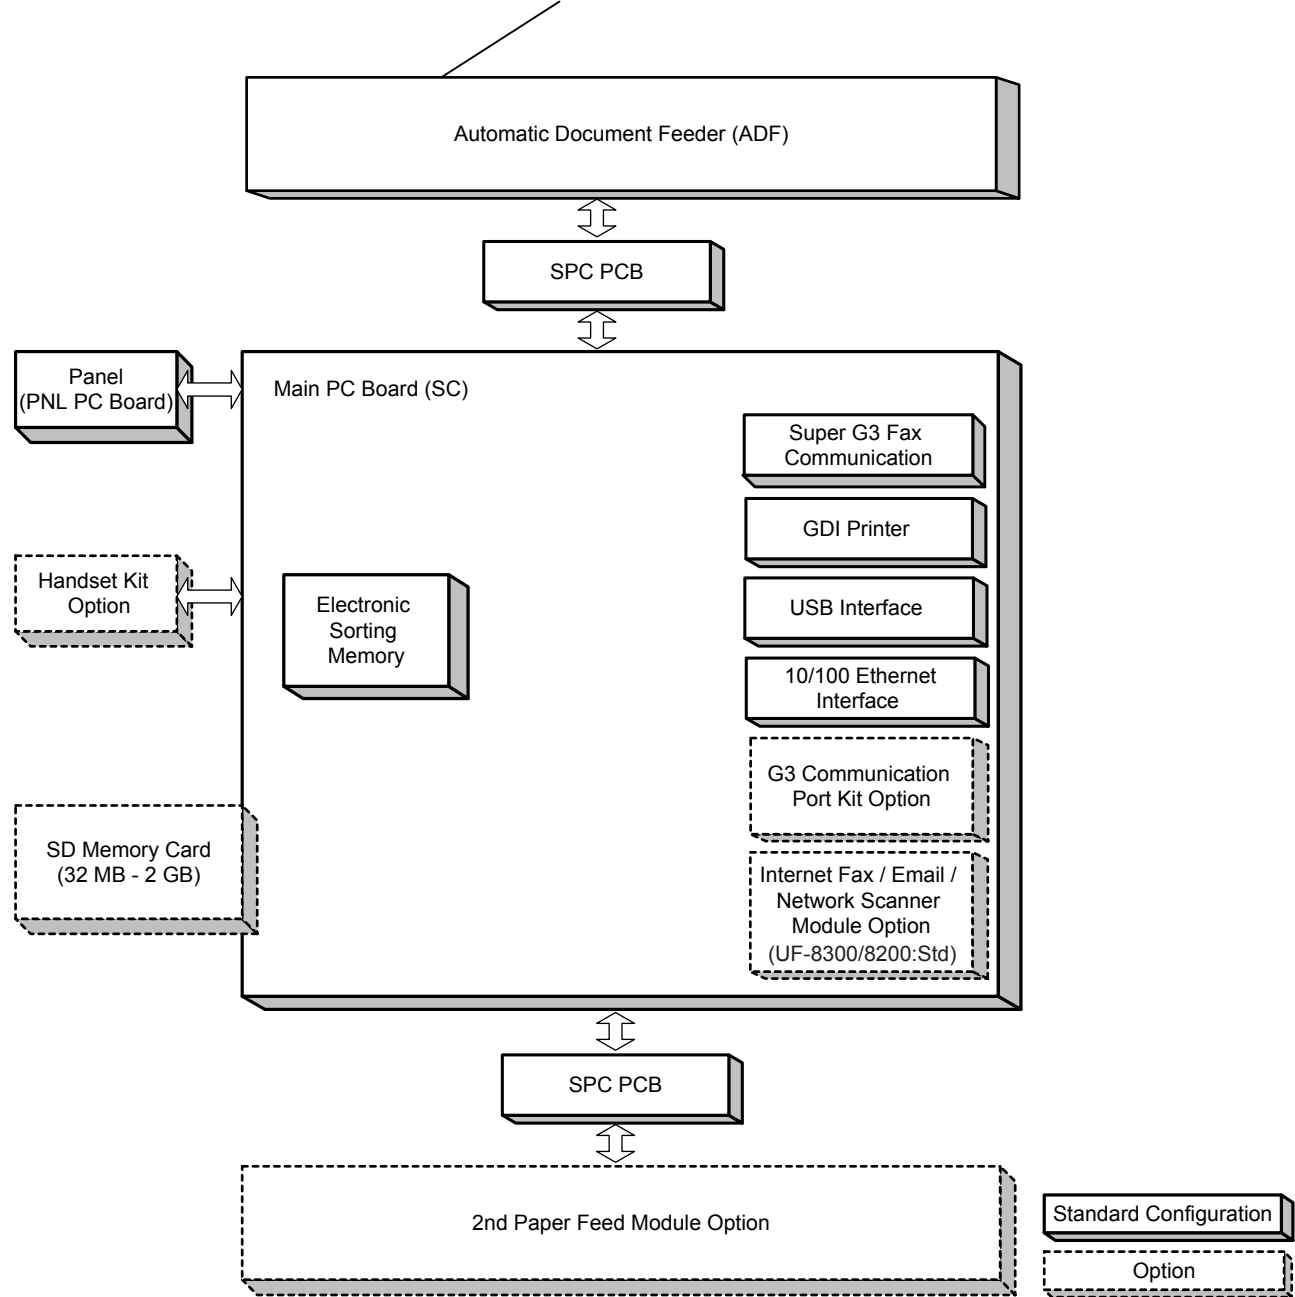 Automatic Document Feeder (ADF)
SPC PCB
Panel
(PNL PC Board)
Main PC Board (SC)
Super G3 Fax
Communication
GDI Printer
Handset Kit
Option
Electronic
Sorting
Memory
USB Interface
10/100 Ethernet
Interface
G3 Communication
Port Kit Option
SD Memory Card
(32 MB - 2 GB)
Internet Fax / Email /
Network Scanner
Module Option
(UF-8300/8200:Std)
SPC PCB
2nd Paper Feed Module Option
Standard Configuration
Option